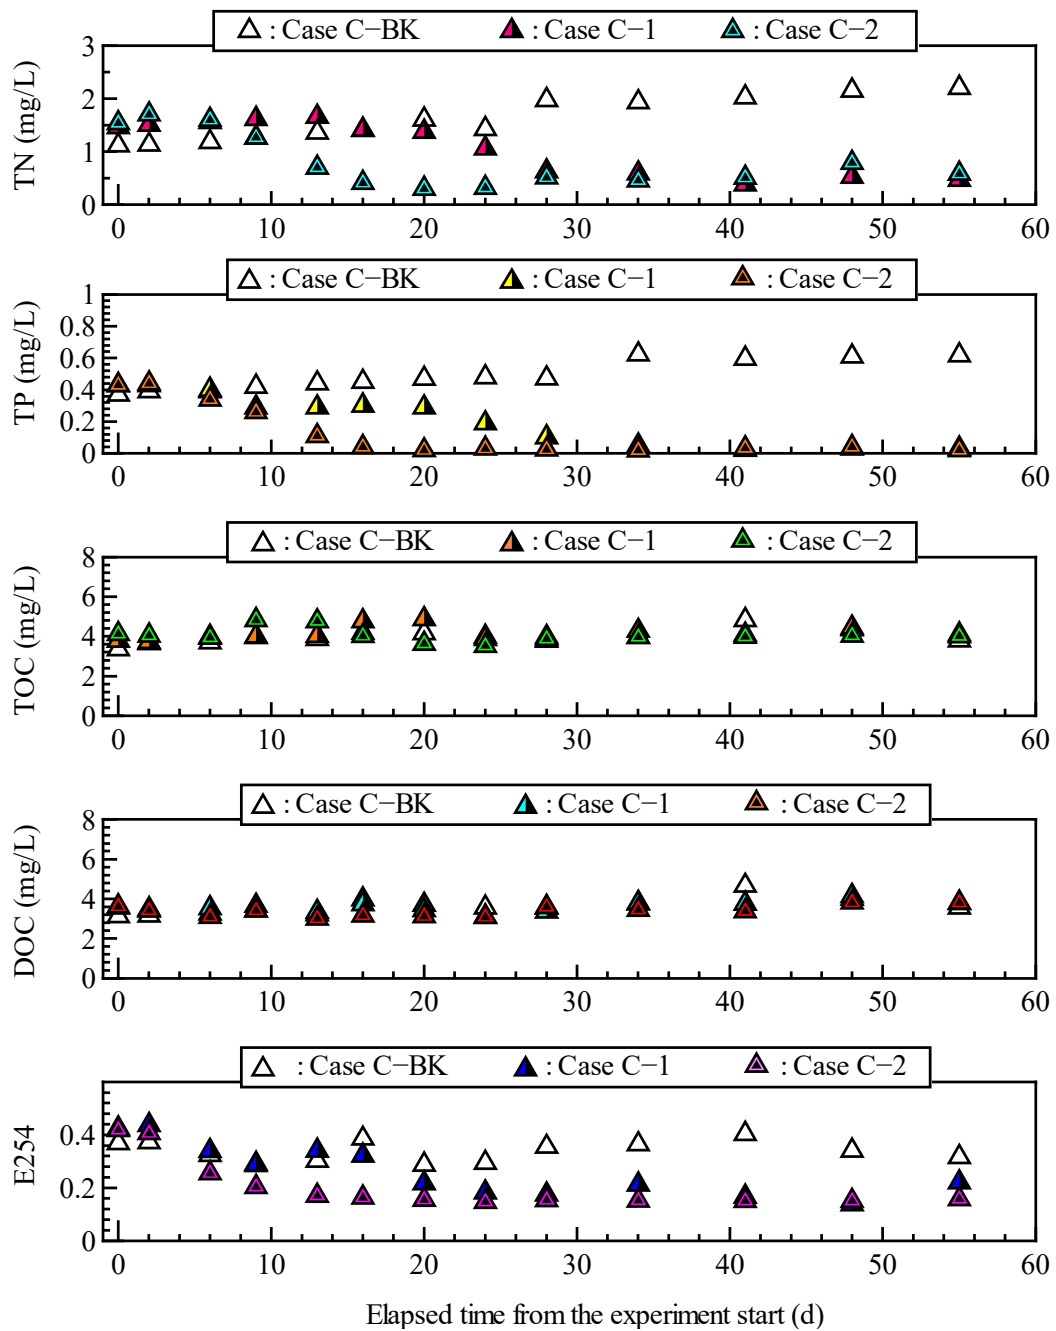 : Case C−BK : Case C−1 : Case C−2
3
2
1
0
TN (mg/L)
0 10 20 30 40 50 60
: Case C−BK : Case C−1 : Case C−2
1
0.8
0.6
0.4
0.2
0
TP (mg/L)
0 10 20 30 40 50 60
: Case C−BK : Case C−1 : Case C−2
8
6
4
2
0
TOC (mg/L)
0 10 20 30 40 50 60
: Case C−BK : Case C−1 : Case C−2
8
6
4
2
0
DOC (mg/L)
0 10 20 30 40 50 60
: Case C−BK : Case C−1 : Case C−2
0.4
0.2
0
E254
0 10 20 30 40 50 60
Elapsed time from the experiment start (d)